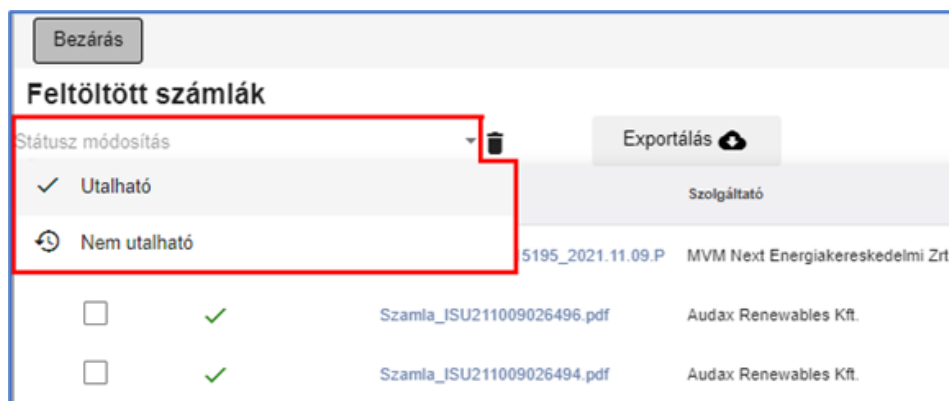 Bezárás
Feltöltött számlák
Státusz módosítás
Exportálás
Utalható
Szolgáltató
Nem utalható
5195_2021.11.09.P MVM Next Energiakereskedelmi Zrt
Szamla_ISU211009026496.pdf Audax Renewables Kft.
Szamla_ISU211009026494.pdf Audax Renewables Kft.